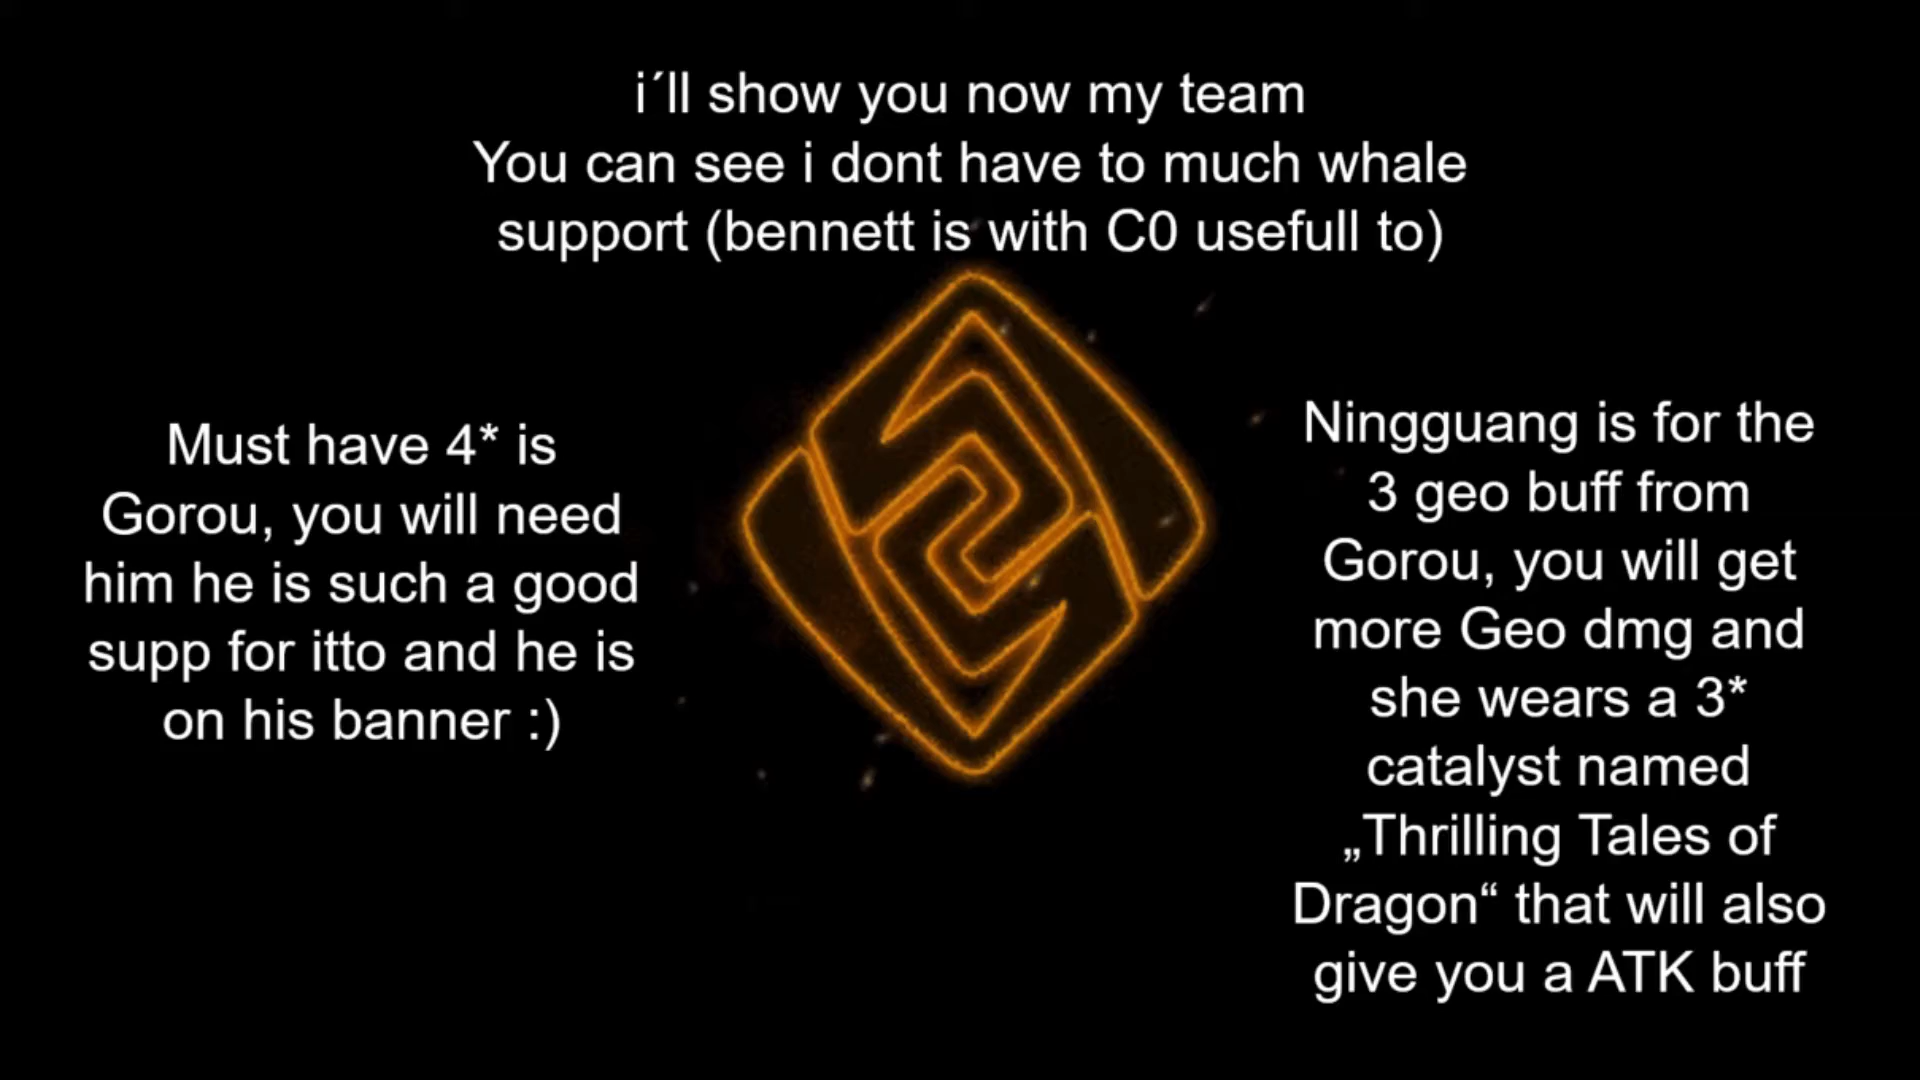 i´ll show you now my team
You can see i dont have to much whale
support (bennett is with C0 usefull to)
Must have 4* is
Gorou, you will need
him he is such a good
supp for itto and he is
on his banner :)
Ningguang is for the
3 geo buff from
Gorou, you will get
more Geo dmg and
she wears a 3*
catalyst named
„Thrilling Tales of
Dragon“ that will also
give you a ATK buff